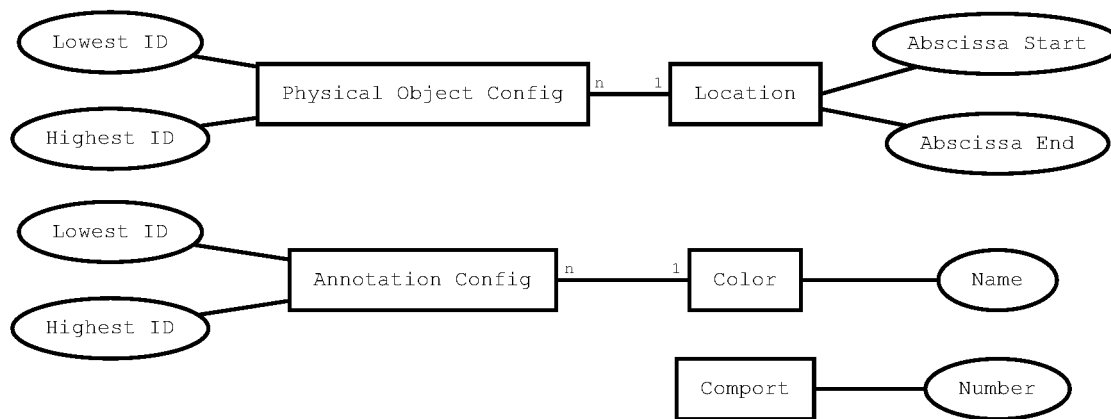 Lowest ID
Abscissa Start
Physical Object Config
n
1
Location
Highest ID
Abscissa End
Lowest ID
Annotation Config
n
1
Color
Name
Highest ID
Comport
Number